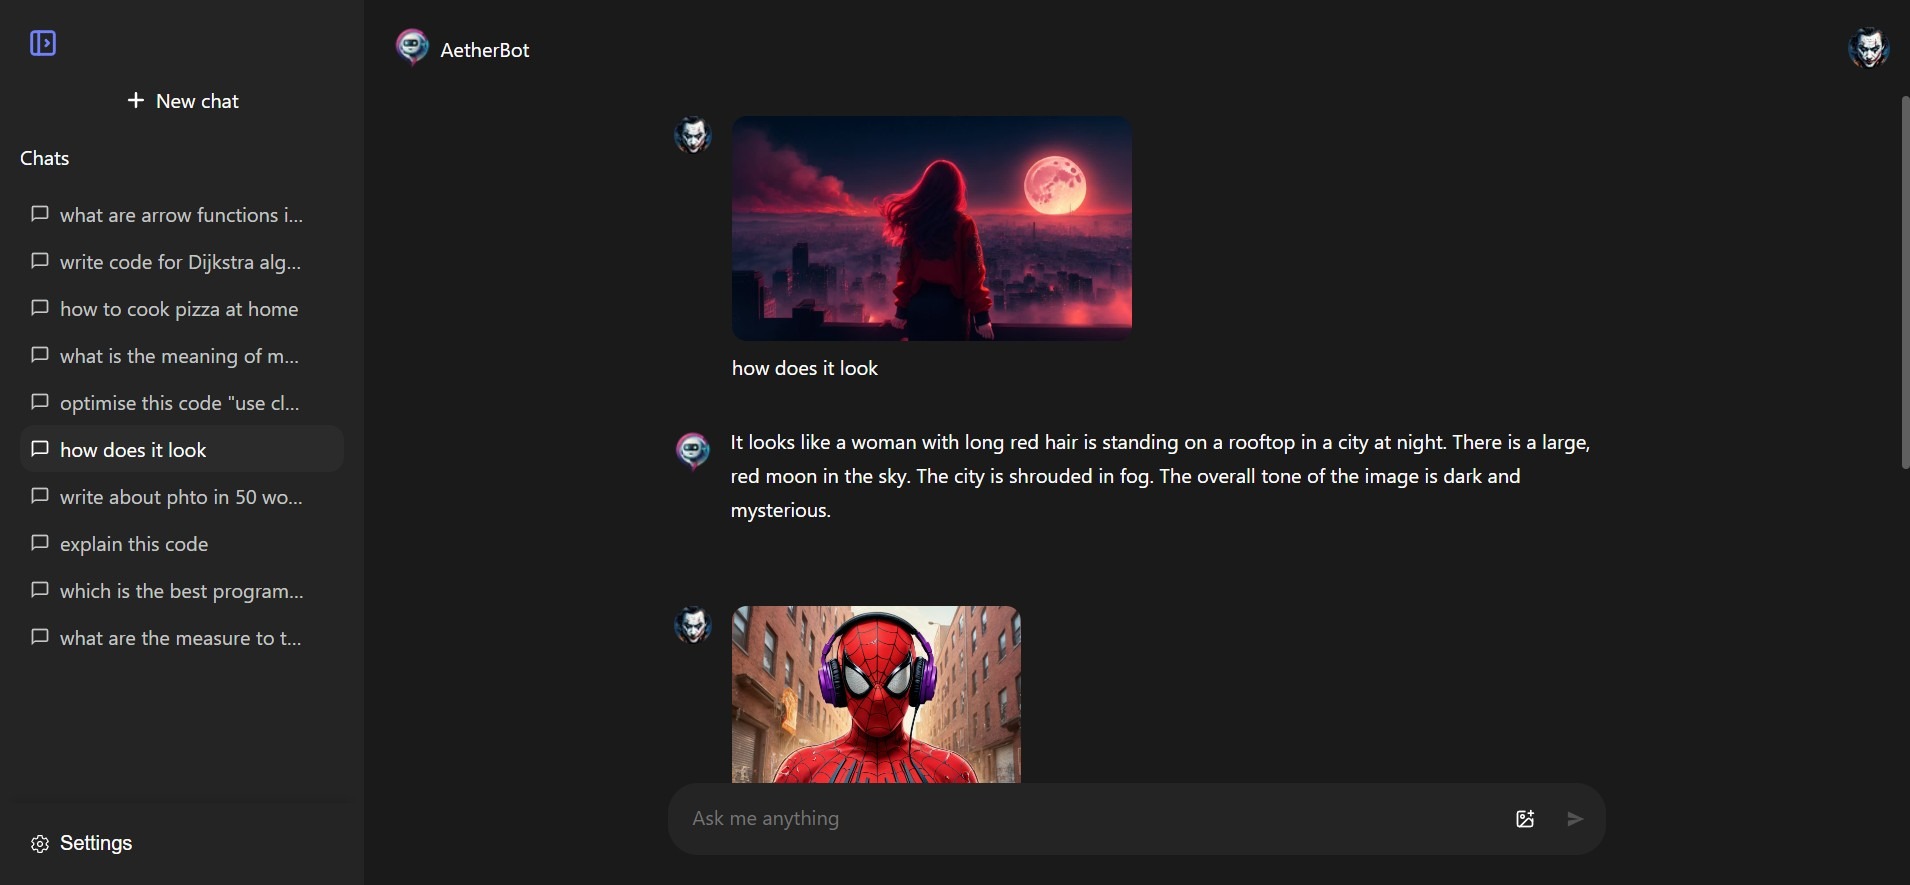 New chat
Chats
what are arrow functions i...
write code for Dijkstra alg...
how to cook pizza at home
what is the meaning of m...
optimise this code "use cl...
how does it look
write about phto in 50 wo...
explain this code
which is the best program...
what are the measure to t...
Settings
AetherBot
how does it look
It looks like a woman with long red hair is standing on a rooftop in a city at night. There is a large,
red moon in the sky. The city is shrouded in fog. The overall tone of the image is dark and
mysterious.
Ask me anything